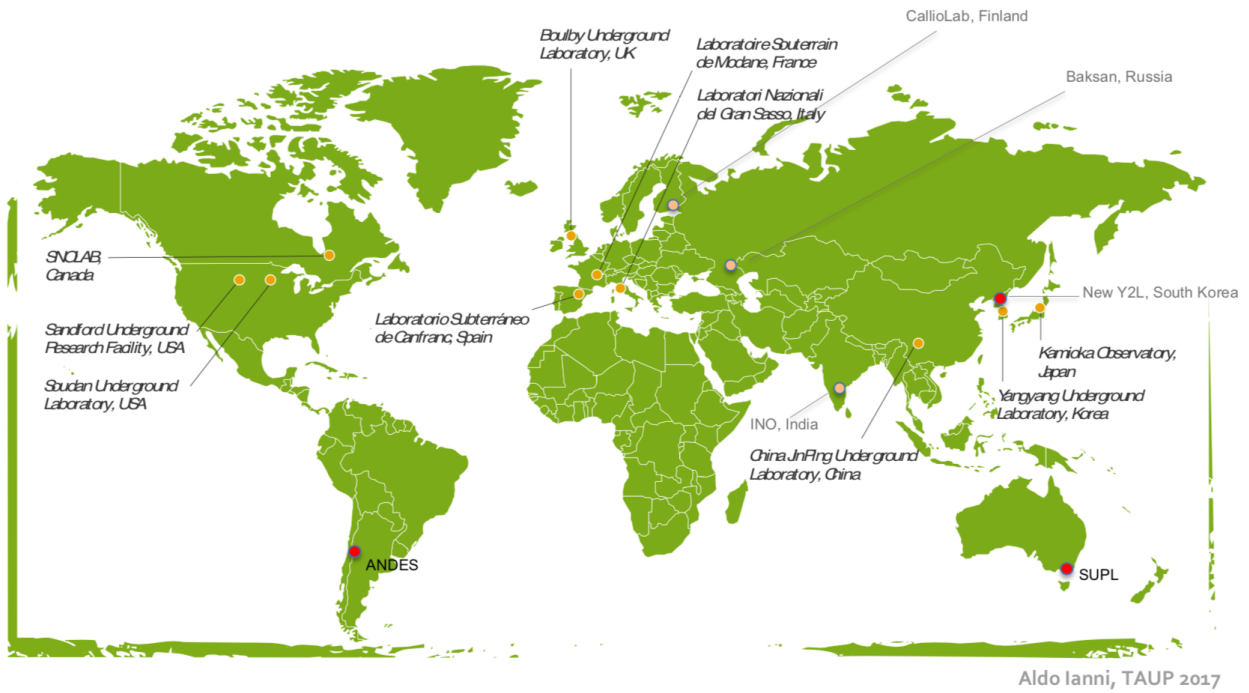 CallioLab, Finland
Boulby Underground
Laboratory, UK
Laboratoire Souterrain
de Modane, France
Baksan, Russia
Laboratori Nazionali
del Gran Sasso, Italy
SNOLAB,
Canada
New Y2L, South Korea
Laboratorio Subterráneo
de Canfranc, Spain
Sandford Underground
Research Facility, USA
Kamioka Observatory,
Japan
Soudan Underground
Laboratory, USA
Yangyang Underground
Laboratory, Korea
INO, India
China JinPing Underground
Laboratory, China
ANDES
SUPL
Aldo Ianni, TAUP 2017